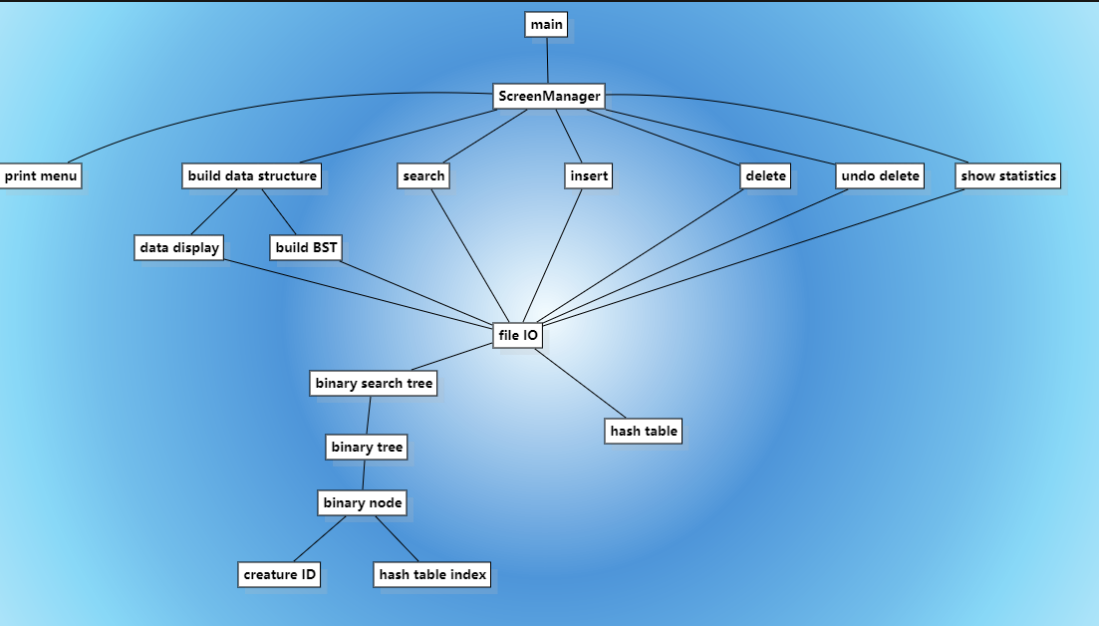 main
ScreenManager
print menu
build data structure
search
insert
delete
undo delete
show statistics
data display
build BST
file IO
binary search tree
hash table
binary tree
binary node
creature ID
hash table index